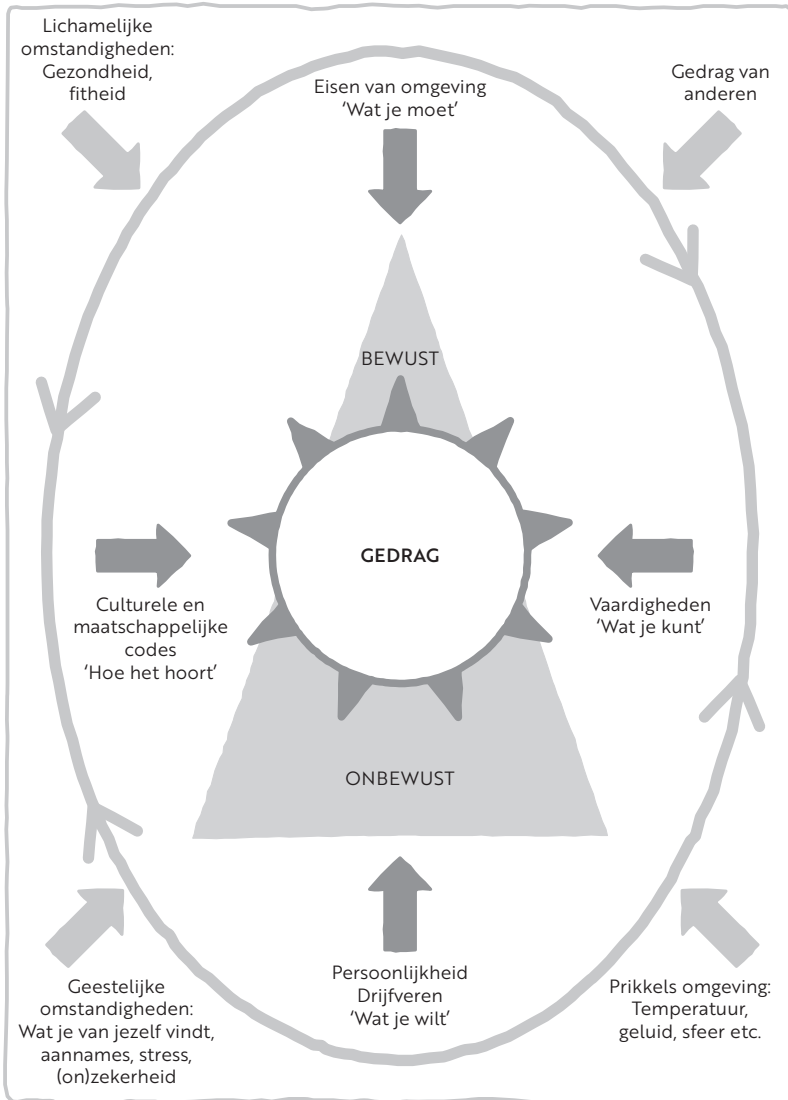 Lichamelijke
omstandigheden:
Gezondheid,
fitheid
Eisen van omgeving
‘Wat je moet’
Gedrag van
anderen
BEWUST
GEDRAG
Culturele en
maatschappelijke
codes
‘Hoe het hoort’
Vaardigheden
‘Wat je kunt’
ONBEWUST
Geestelijke
omstandigheden:
Wat je van jezelf vindt,
aannames, stress,
(on)zekerheid
Persoonlijkheid
Drijfveren
‘Wat je wilt’
Prikkels omgeving:
Temperatuur,
geluid, sfeer etc.